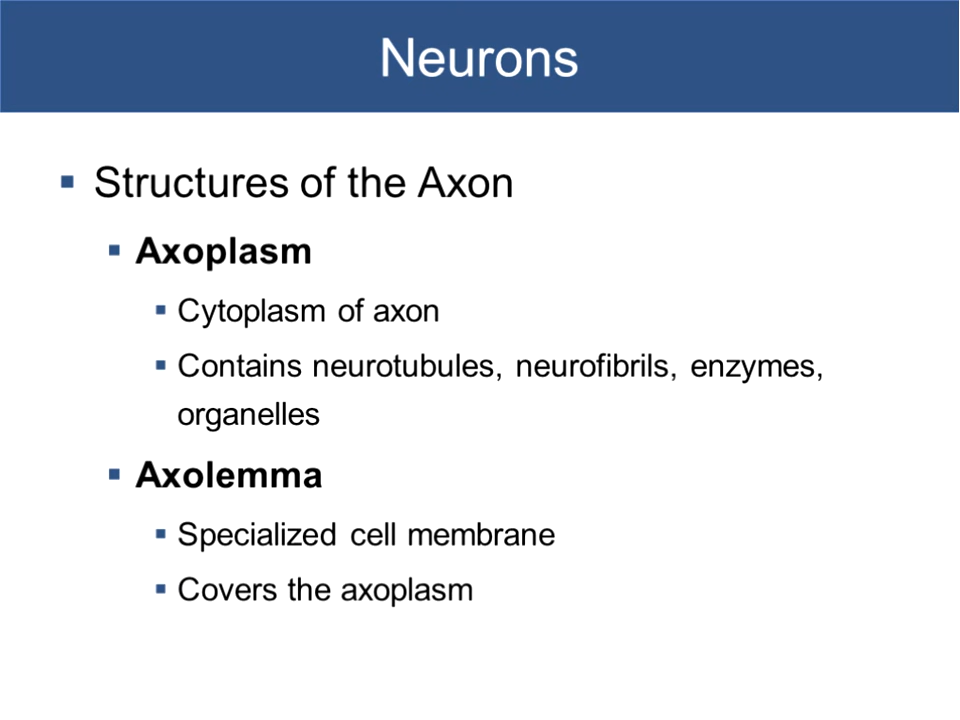 Neurons
Structures of the Axon
Axoplasm
Cytoplasm of axon
Contains neurotubules, neurofibrils, enzymes,
organelles
Axolemma
Specialized cell membrane
Covers the axoplasm